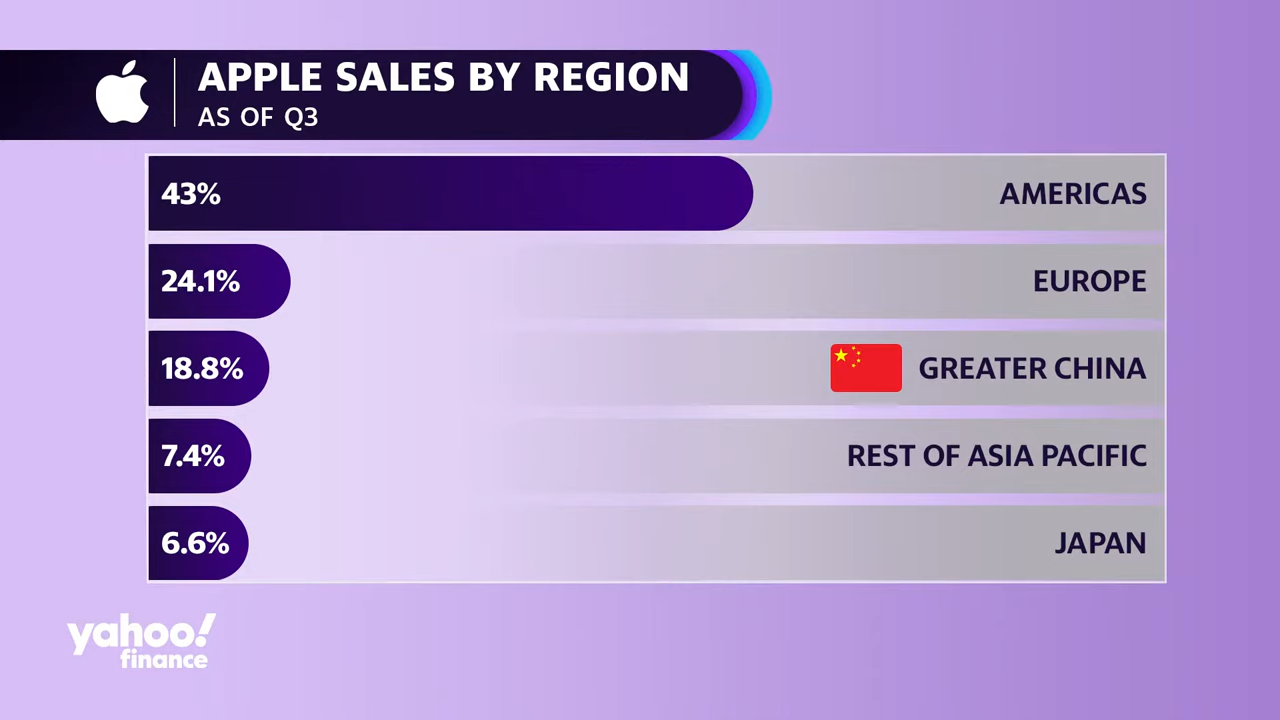 APPLE SALES BY REGION
AS OF Q3
43% AMERICAS
24.1% EUROPE
18.8% GREATER CHINA
7.4% REST OF ASIA PACIFIC
6.6% JAPAN
yahoo!
finance